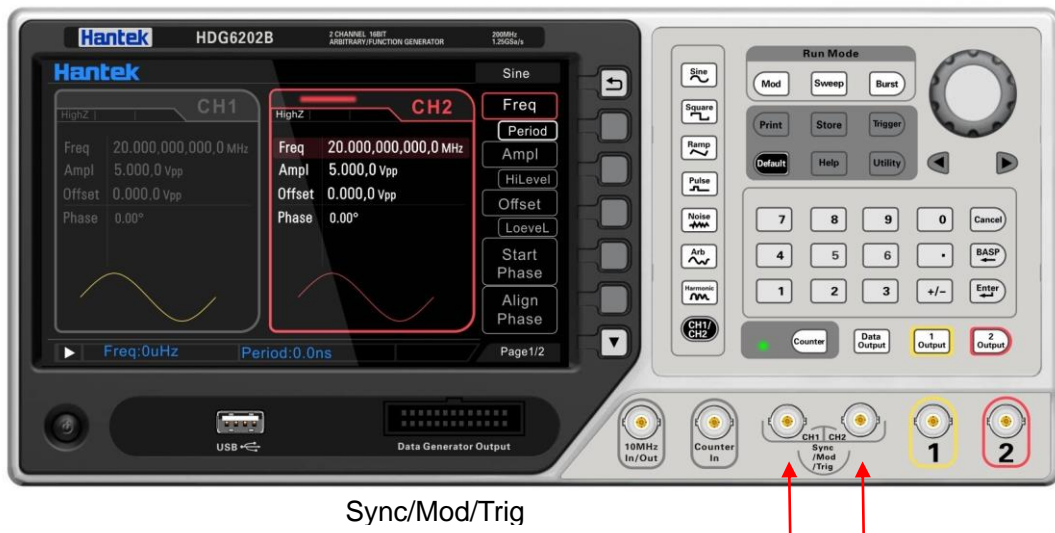 Hantek HDG6202B 2 CHANNEL 16BIT 200MHz
ARBITRARY/FUNCTION GENERATOR 1.25GSa/s
Hantek
Sine
CH1
HighZ
Freq 20.000,000,000,0 MHz
Ampl 5.000,0 Vpp
Offset 0.000,0 Vpp
Phase 0.00°
CH2
HighZ
Freq 20.000,000,000,0 MHz
Ampl 5.000,0 Vpp
Offset 0.000,0 Vpp
Phase 0.00°
Freq
Period
Ampl
HiLevel
Offset
LoeveL
Start
Phase
Align
Phase
Freq:0uHz Period:0.0ns Page1/2
Sine
Square
Ramp
Pulse
Noise
Arb
Harmonic
CH1/
CH2
Run Mode
Mod Sweep Burst
Print Store Trigger
Default Help Utility
7 8 9 0 Cancel
4 5 6 . BASP
1 2 3 +/- Enter
Counter
Data
Output
1
Output
2
Output
USB
Data Generator Output
10MHz
In/Out
Counter
In
CH1 CH2
Sync
/Mod
/Trig
1
2
Sync/Mod/Trig